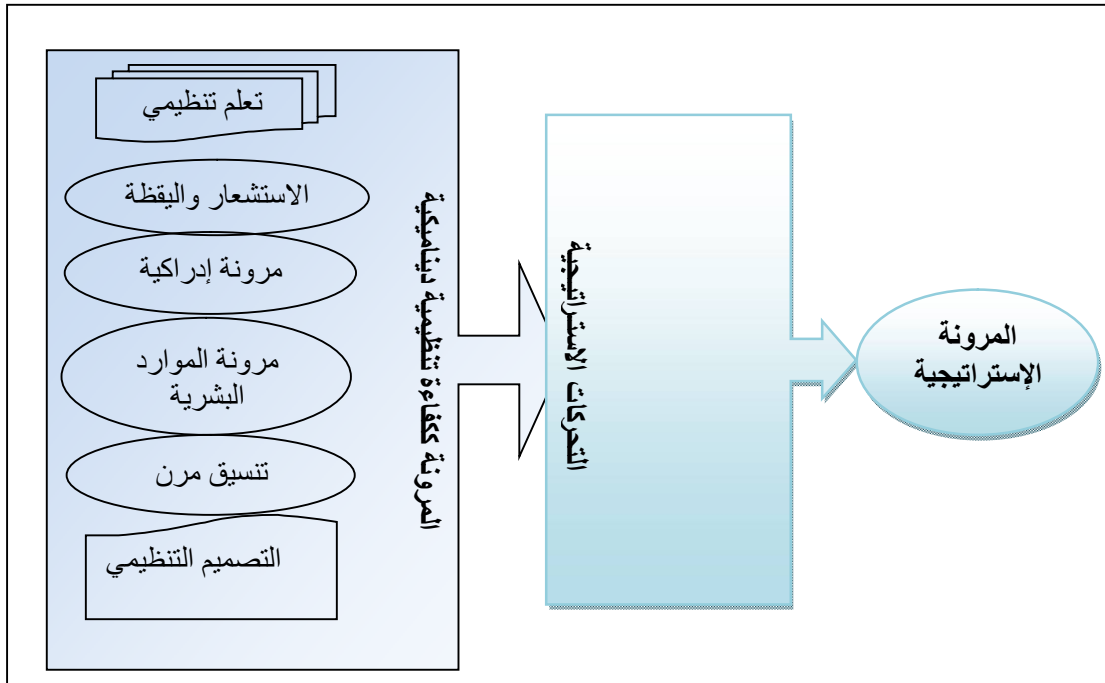 تعلم تنظيمي
الاستشعار واليقظة
مرونة إدراكية
مرونة الموارد
البشرية
تنسيق مرن
التصميم التنظيمي
المرونة ككفاءة تنظيمية ديناميكية
التحركات الاستراتيجية
المرونة
الإستراتيجية